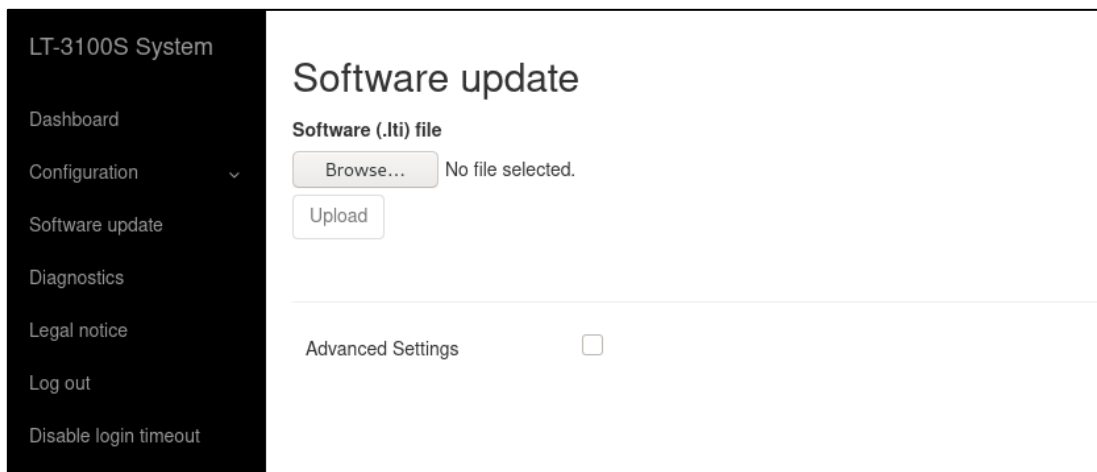 LT-3100S System
Dashboard
Configuration
Software update
Diagnostics
Legal notice
Log out
Disable login timeout
Software update
Software (.lti) file
Browse... No file selected.
Upload
Advanced Settings